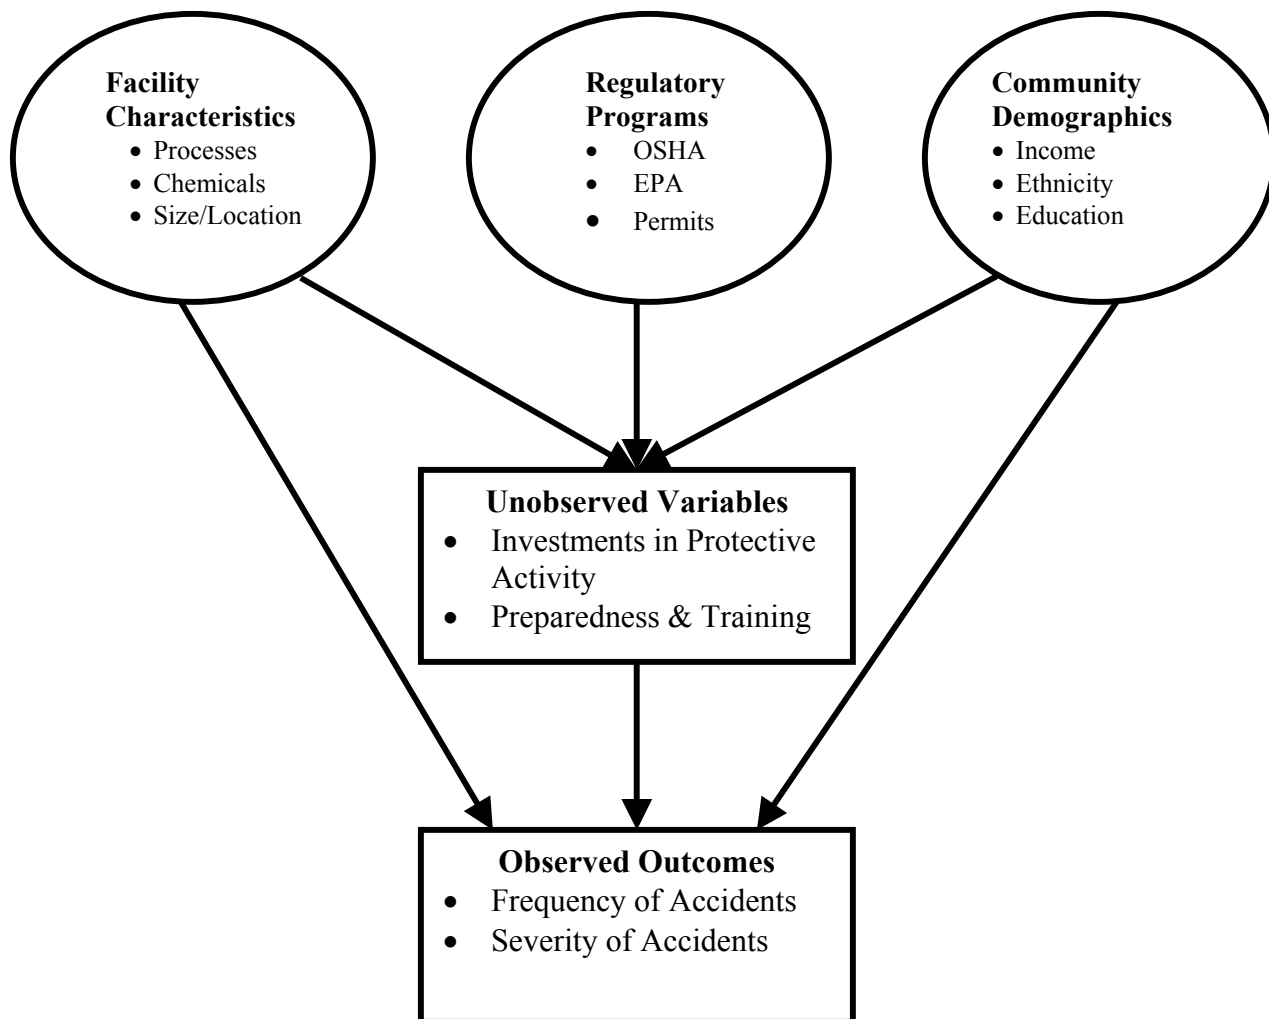 Facility
Characteristics
• Processes
• Chemicals
• Size/Location
Regulatory
Programs
• OSHA
• EPA
• Permits
Community
Demographics
• Income
• Ethnicity
• Education
Unobserved Variables
• Investments in Protective
Activity
• Preparedness & Training
Observed Outcomes
• Frequency of Accidents
• Severity of Accidents